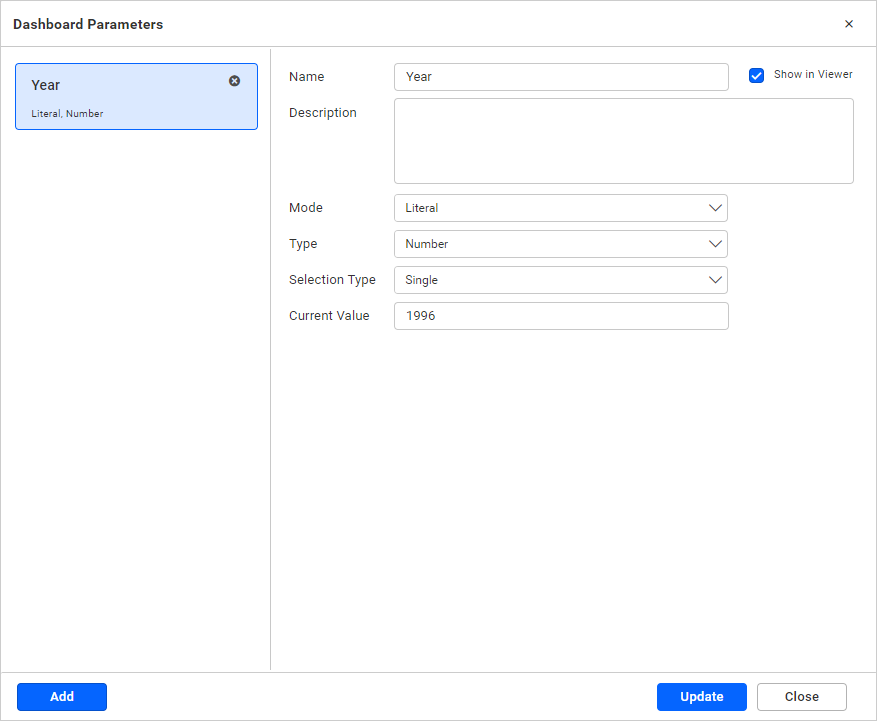 Dashboard Parameters
Year
Literal, Number
Name
Year
Show in Viewer
Description
Mode
Literal
Type
Number
Selection Type
Single
Current Value
1996
Add
Update
Close